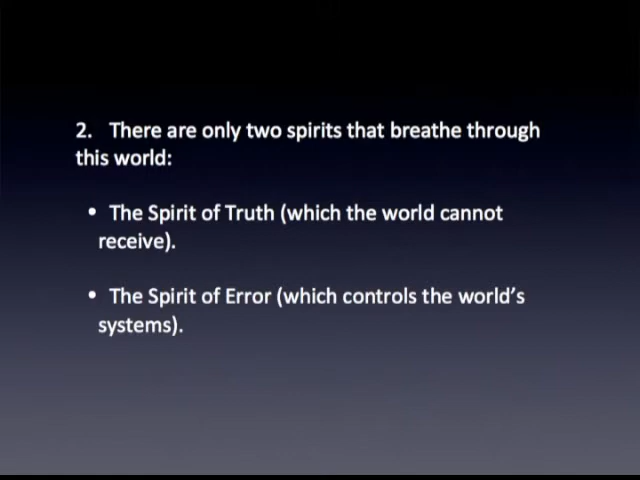 2. There are only two spirits that breathe through
this world:
• The Spirit of Truth (which the world cannot
receive).
• The Spirit of Error (which controls the world’s
systems).